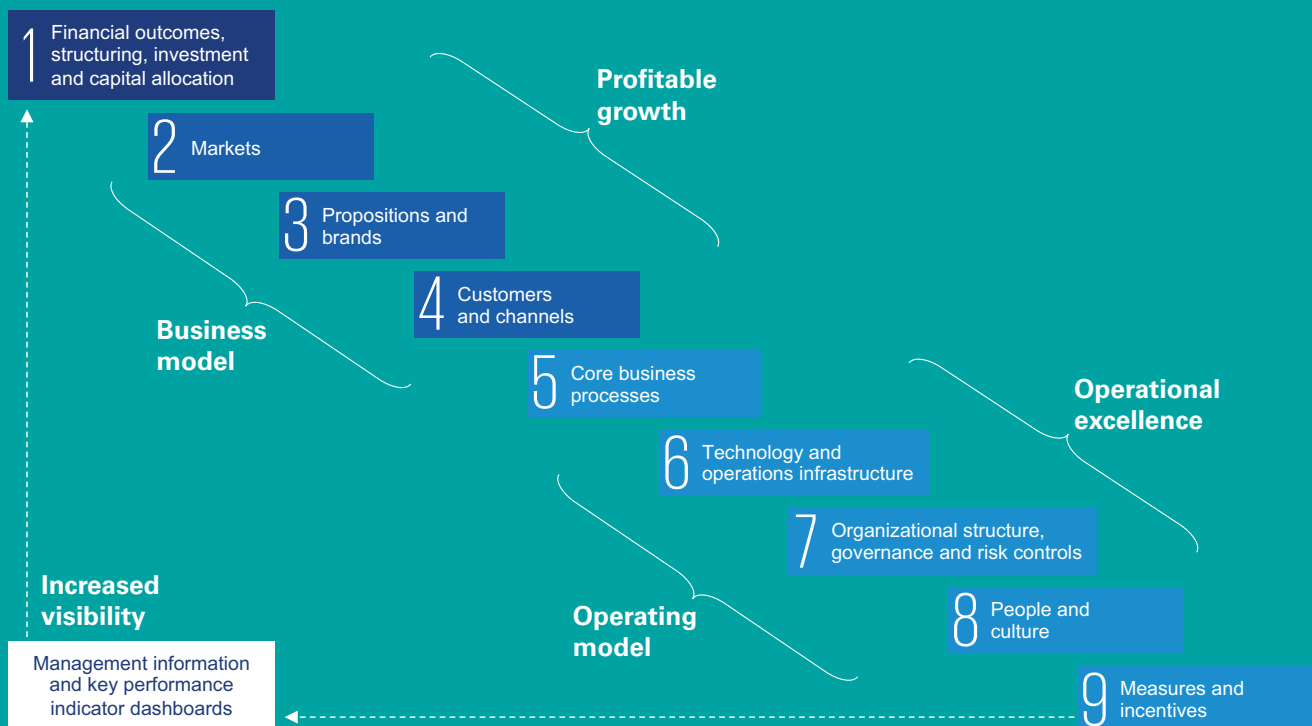 1
Financial outcomes,
structuring, investment
and capital allocation
Profitable
growth
2
Markets
3
Propositions and
brands
4
Customers
and channels
Business
model
5
Core business
processes
Operational
excellence
6
Technology and
operations infrastructure
7
Organizational structure,
governance and risk controls
Increased
visibility
Operating
model
8
People and
culture
Management information
and key performance
indicator dashboards
9
Measures and
incentives